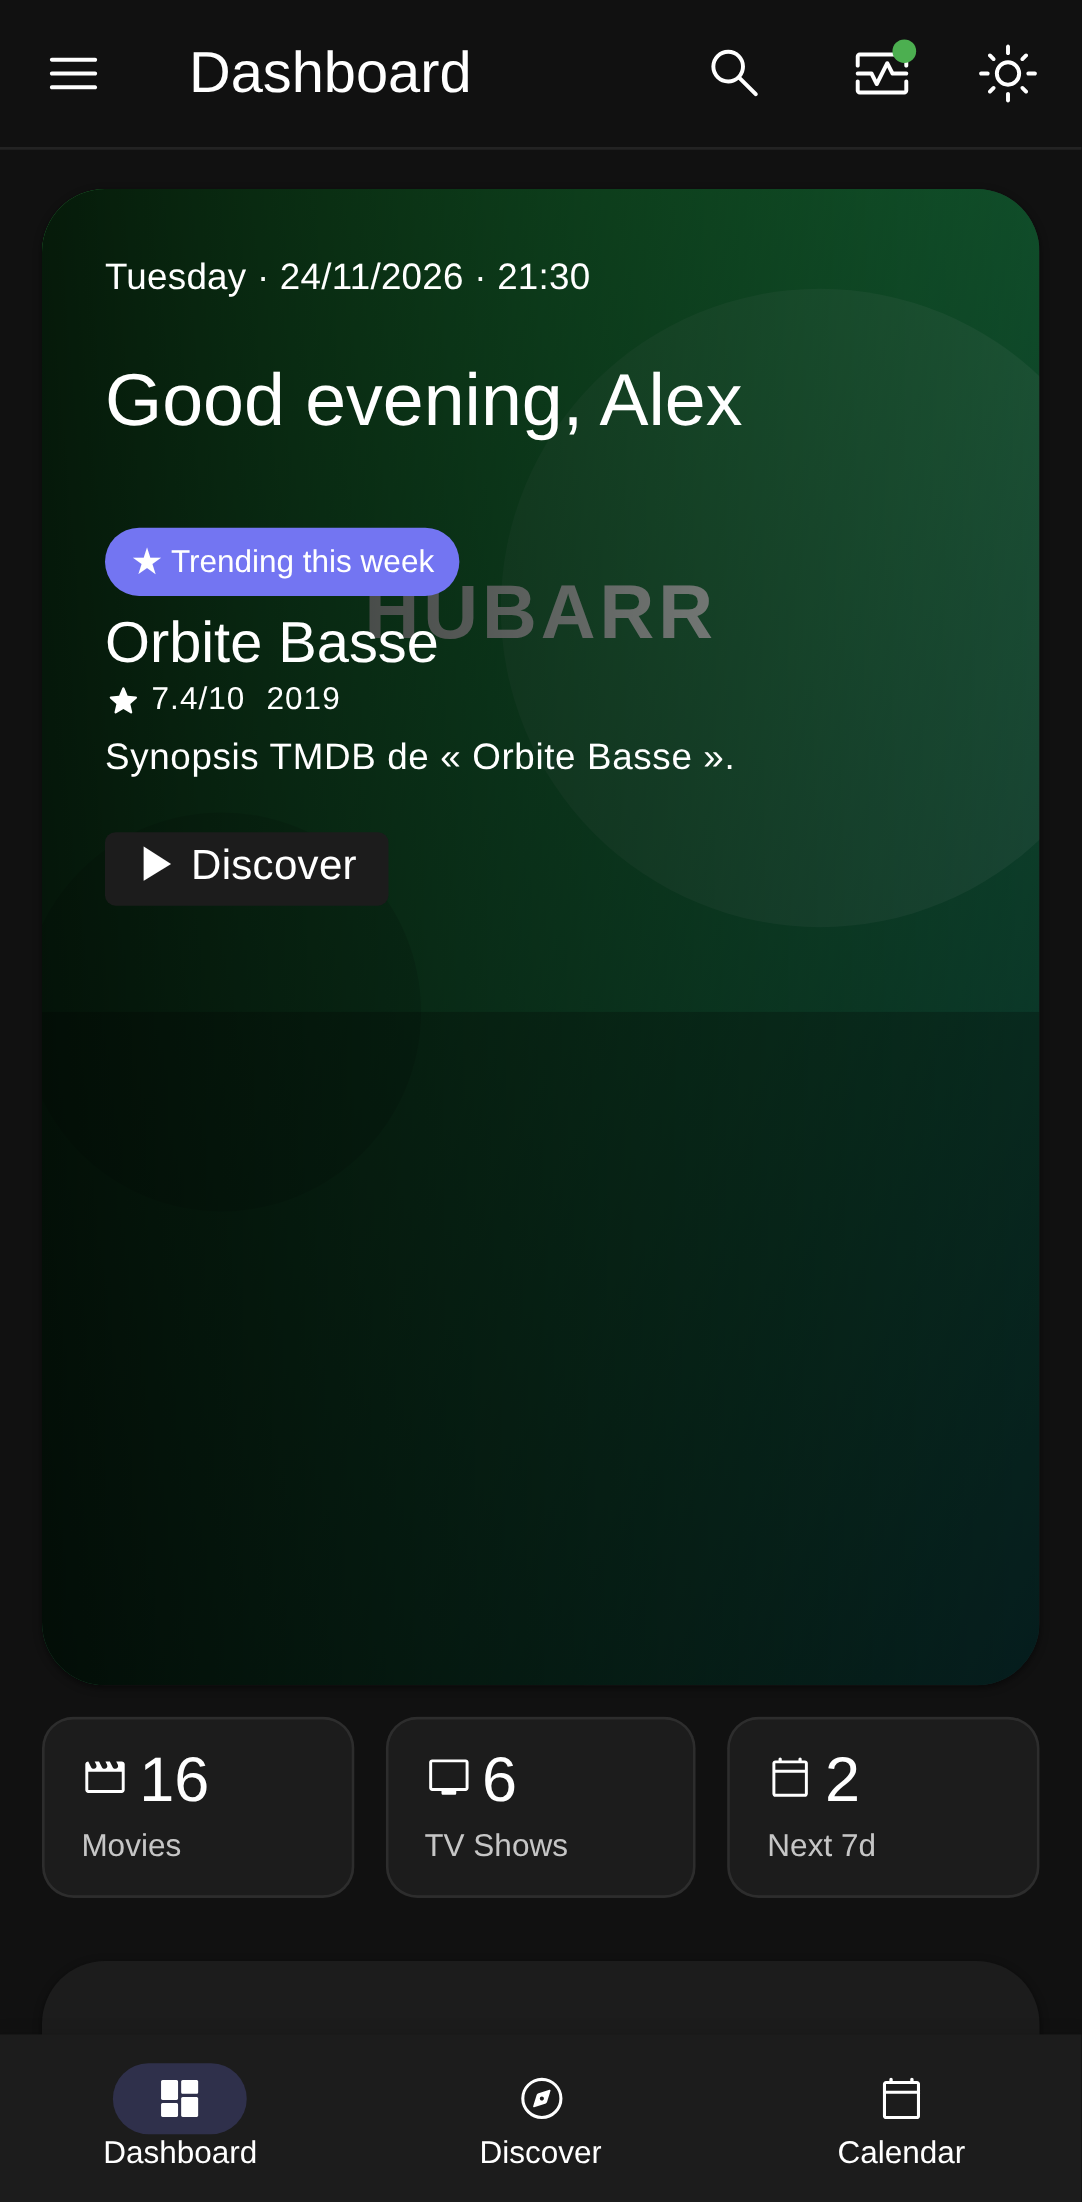 Dashboard
Tuesday · 24/11/2026 · 21:30
Good evening, Alex
★ Trending this week
HUBARR
Orbite Basse
7.4/10 2019
Synopsis TMDB de « Orbite Basse ».
Discover
16
Movies
6
TV Shows
2
Next 7d
Dashboard
Discover
Calendar